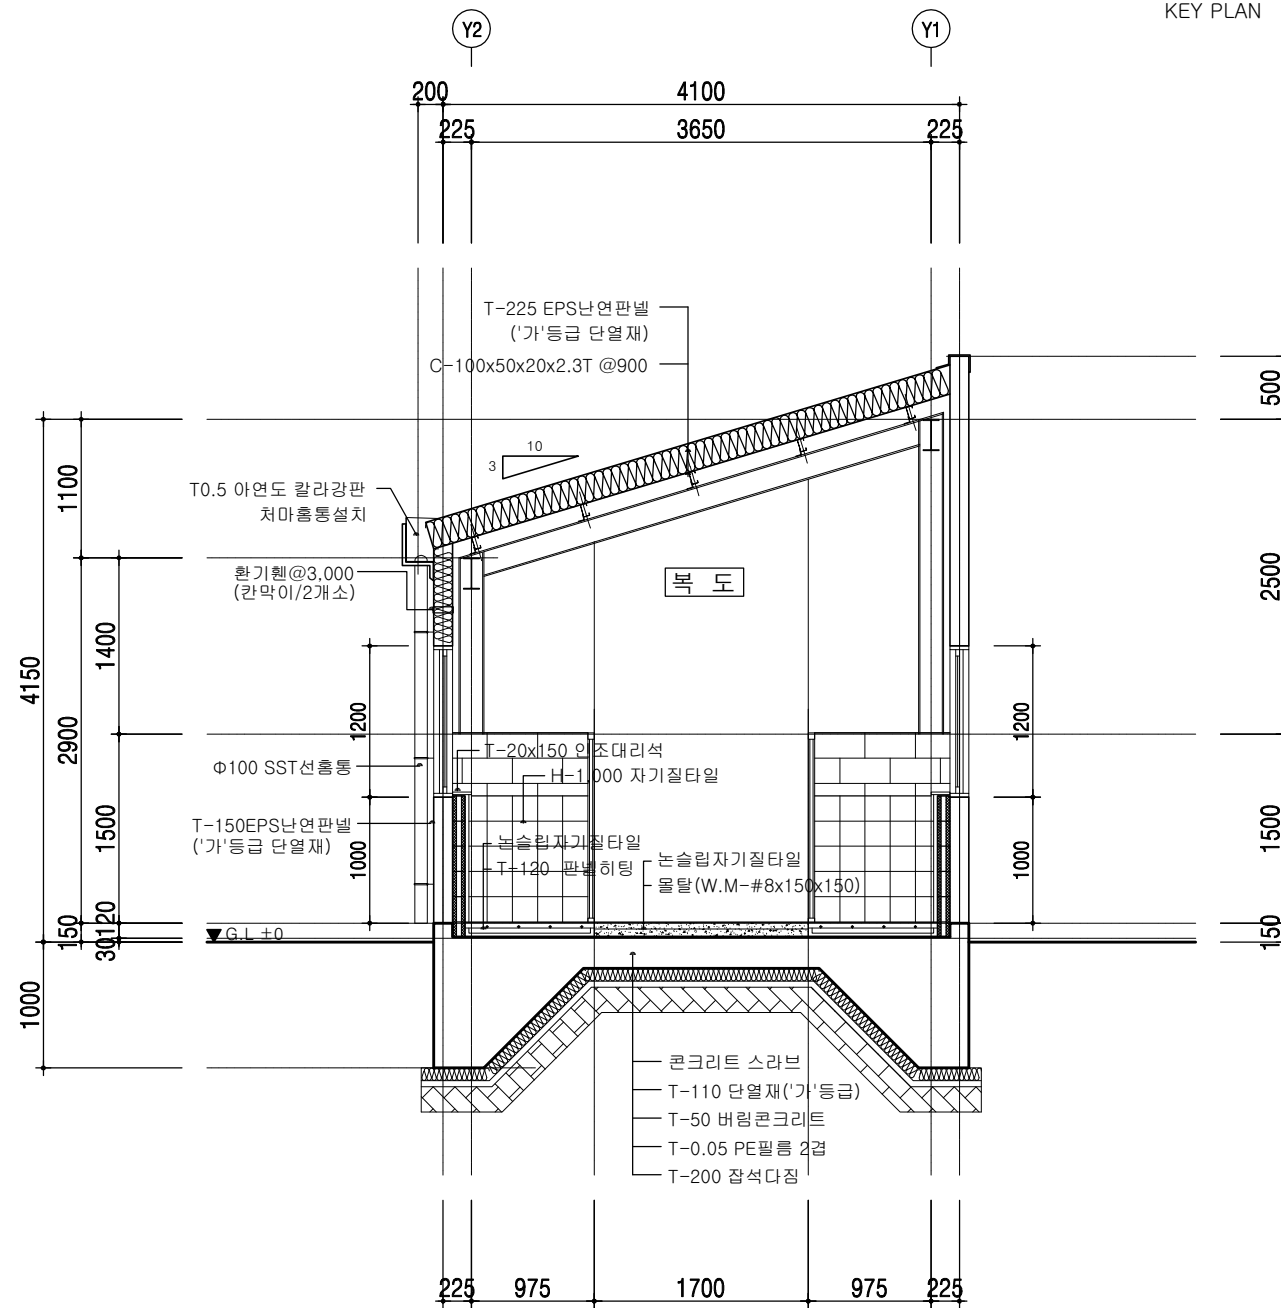 KEY PLAN
Y2
Y1
200
4100
225
3650
225
T-225 EPS난연판넬
('가'등급 단열재)
C-100x50x20x2.3T @900
10
3
T0.5 아연도 칼라강판
처마홈통설치
환기휀@3,000
(칸막이/2개소)
복 도
500
1100
2500
1400
4150
2900
1200
1200
T-20x150 인조대리석
H-1,000 자기질타일
Φ100 SST선홈통
T-150EPS난연판넬
('가'등급 단열재)
1500
1000
1000
1500
논슬립자기질타일
T-120 판넬히팅
논슬립자기질타일
몰탈(W.M-#8x150x150)
150
30
120
150
G.L ±0
1000
콘크리트 스라브
T-110 단열재('가'등급)
T-50 버림콘크리트
T-0.05 PE필름 2겹
T-200 잡석다짐
225
975
1700
975
225